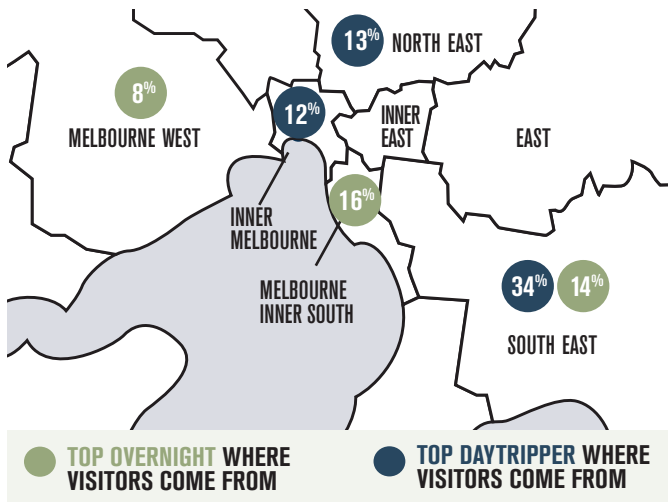 13%
NORTH EAST
8%
MELBOURNE WEST
12%
INNER
EAST
EAST
16%
INNER
MELBOURNE
MELBOURNE
INNER SOUTH
34%
14%
SOUTH EAST
TOP OVERNIGHT WHERE
VISITORS COME FROM
TOP DAYTRIPPER WHERE
VISITORS COME FROM